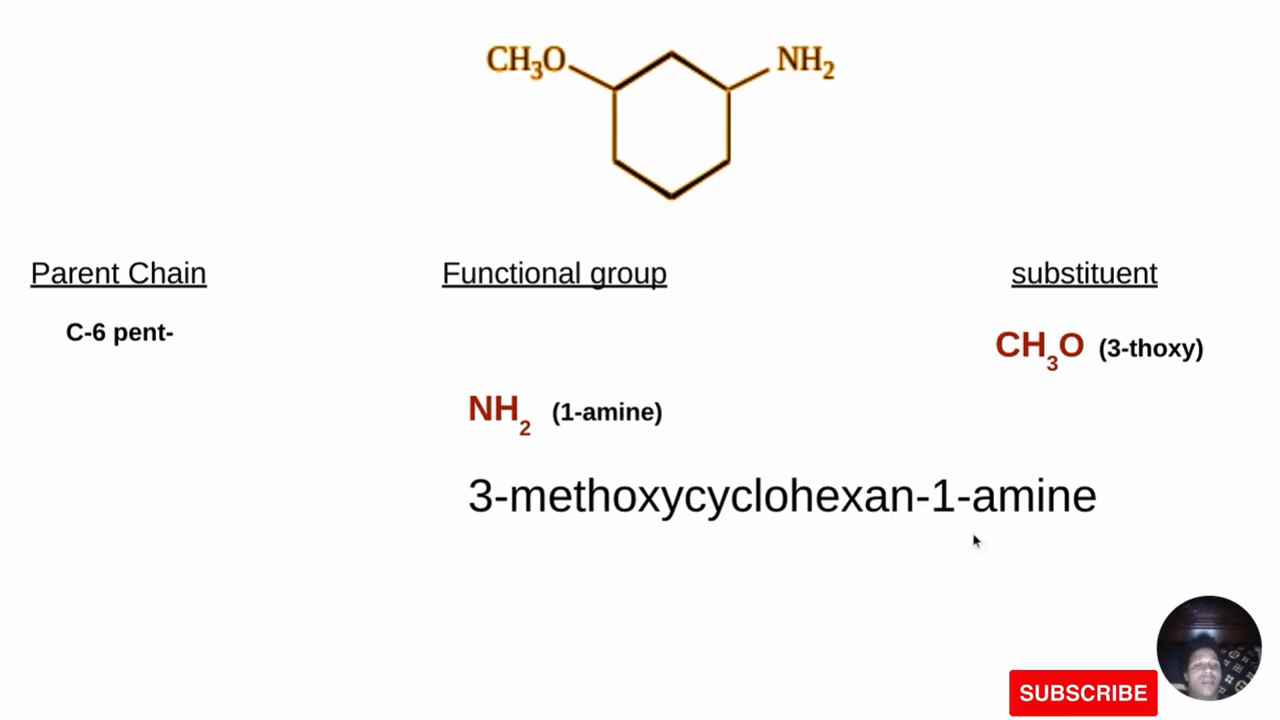 CH3O NH2
Parent Chain Functional group substituent
C-6 pent-
CH3O (3-thoxy)
NH2 (1-amine)
3-methoxycyclohexan-1-amine
SUBSCRIBE